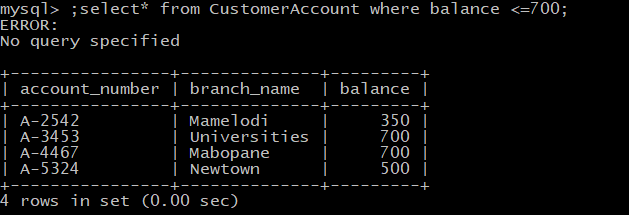 mysql> ;select* from CustomerAccount where balance <=700;
ERROR:
No query specified
+----------------+--------------+---------+
| account_number | branch_name  | balance |
+----------------+--------------+---------+
| A-2542         | Mamelodi     |     350 |
| A-3453         | Universities |     700 |
| A-4467         | Mabopane     |     700 |
| A-5324         | Newtown      |     500 |
+----------------+--------------+---------+
4 rows in set (0.00 sec)